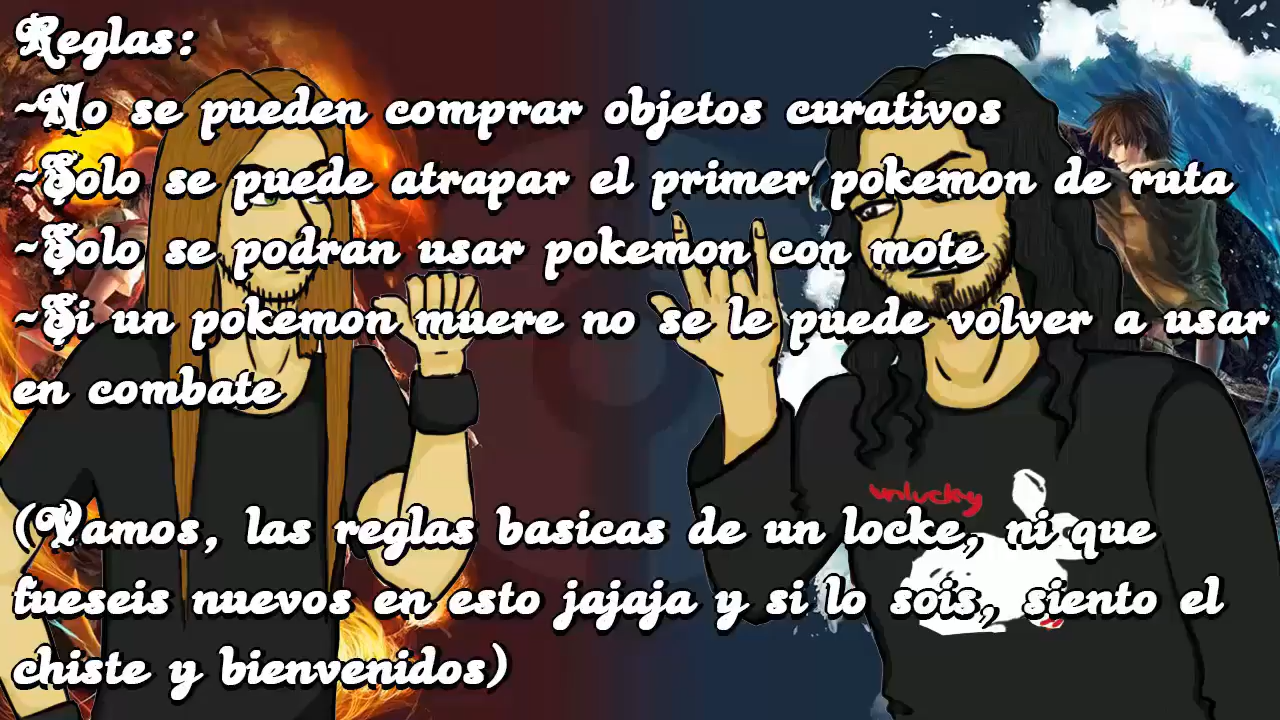 Reglas:
~No se pueden comprar objetos curativos
~Solo se puede atrapar el primer pokemon de ruta
~Solo se podran usar pokemon con mote
~Si un pokemon muere no se le puede volver a usar
en combate
unlucky
(Vamos, las reglas basicas de un locke, ni que
fueseis nuevos en esto jajaja y si lo sois, siento el
chiste y bienvenidos)